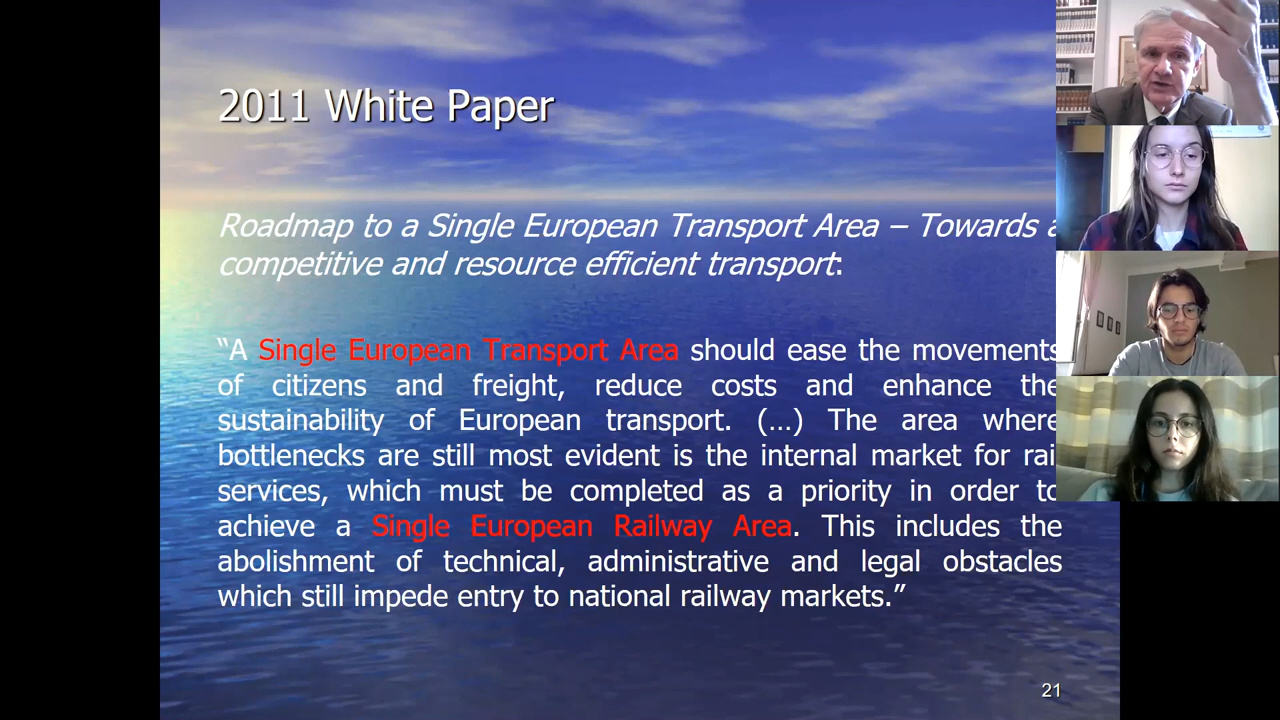 2011 White Paper
Roadmap to a Single European Transport Area – Towards a
competitive and resource efficient transport:
“A Single European Transport Area should ease the movements
of citizens and freight, reduce costs and enhance the
sustainability of European transport. (…) The area where
bottlenecks are still most evident is the internal market for rai
services, which must be completed as a priority in order to
achieve a Single European Railway Area. This includes the
abolishment of technical, administrative and legal obstacles
which still impede entry to national railway markets.”
21